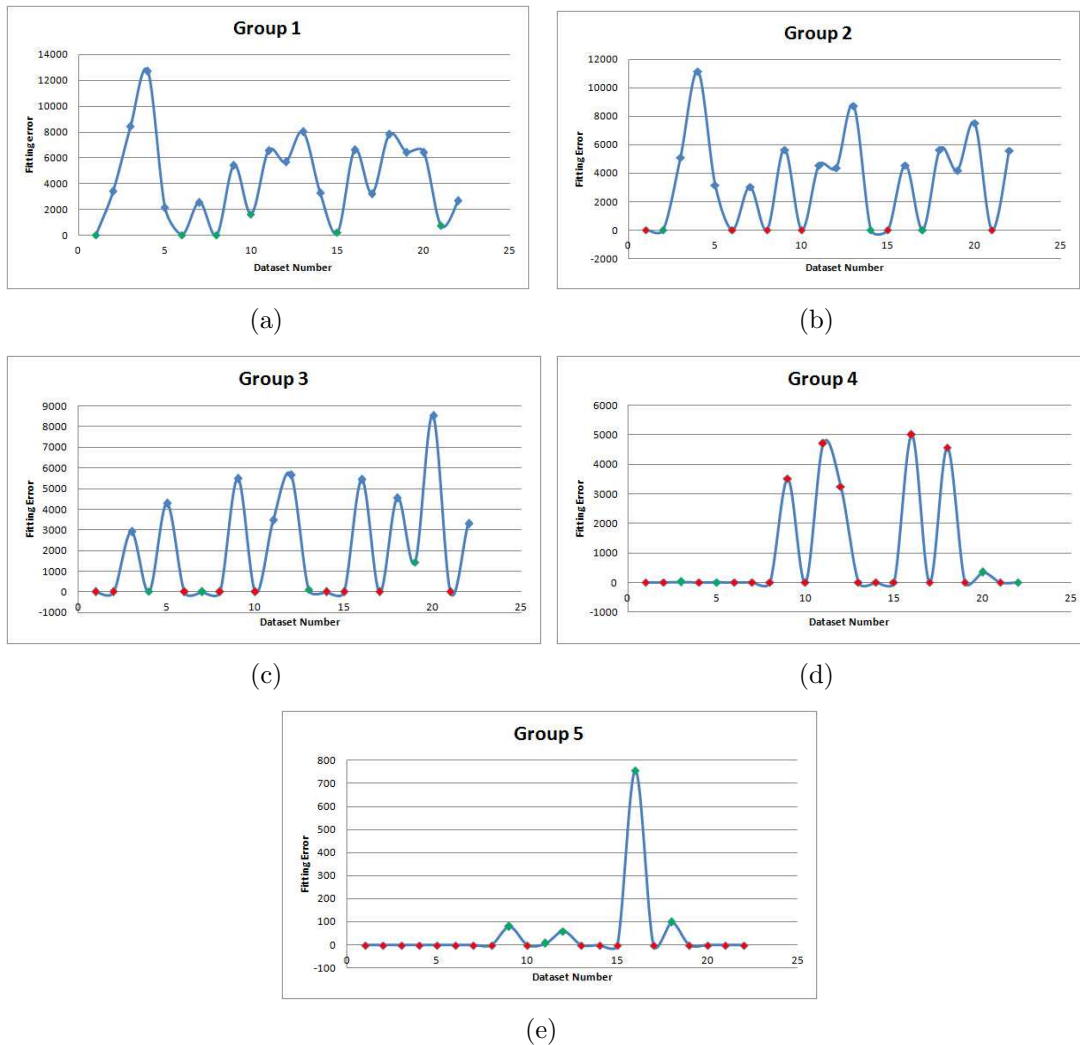 Group 1
14000
12000
10000
8000
6000
4000
2000
0
Fitting error
0 5 10 15 20 25
Dataset Number
(a)
Group 2
12000
10000
8000
6000
4000
2000
0
-2000
Fitting Error
0 5 10 15 20 25
Dataset Number
(b)
Group 3
9000
8000
7000
6000
5000
4000
3000
2000
1000
0
-1000
Fitting Error
0 5 10 15 20 25
Dataset Number
(c)
Group 4
6000
5000
4000
3000
2000
1000
0
-1000
Fitting Error
0 5 10 15 20 25
Dataset Number
(d)
Group 5
800
700
600
500
400
300
200
100
0
-100
Fitting Error
0 5 10 15 20 25
Dataset Number
(e)